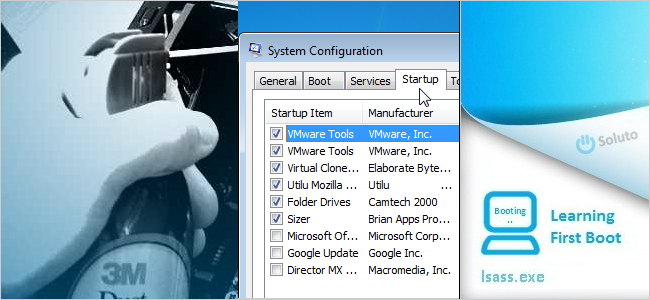 3M
Dust
System Configuration
General Boot Services Startup To
Startup Item Manufacturer
VMware Tools VMware, Inc.
VMware Tools VMware, Inc.
Virtual Clone... Elaborate Byte...
Utilu Mozilla ... Utilu ...
Folder Drives Camtech 2000
Sizer Brian Apps Pro...
Microsoft Of... Microsoft Corp...
Google Update Google Inc.
Director MX ... Macromedia, Inc.
Soluto
Booting
..
Learning
First Boot
lsass.exe